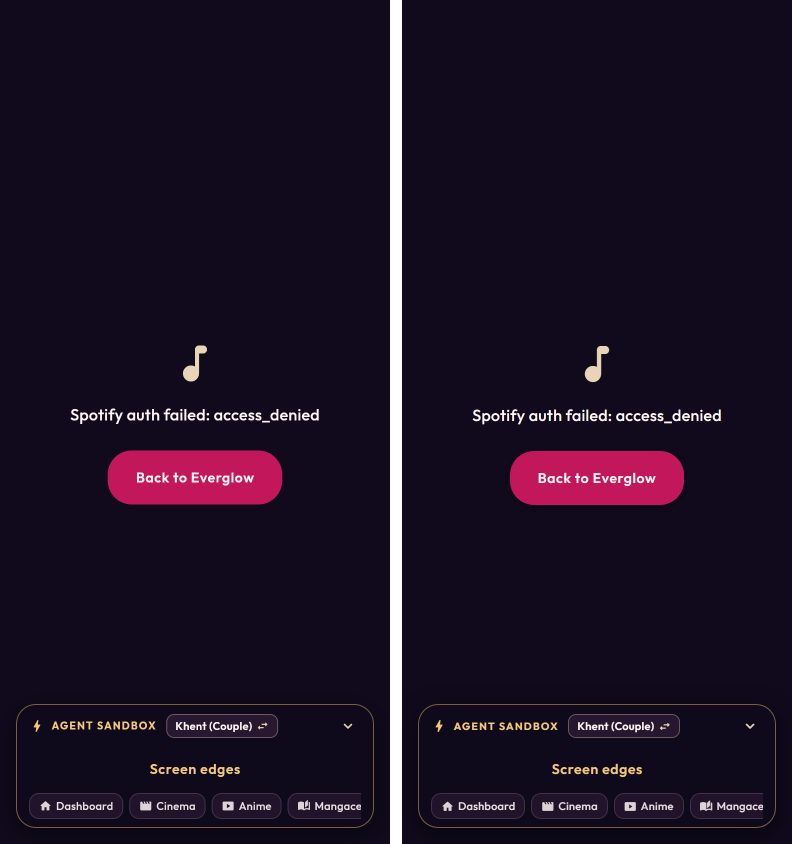 Spotify auth failed: access_denied
Back to Everglow
AGENT SANDBOX Khent (Couple)
Screen edges
Dashboard Cinema Anime Mangace
Spotify auth failed: access_denied
Back to Everglow
AGENT SANDBOX Khent (Couple)
Screen edges
Dashboard Cinema Anime Mangace